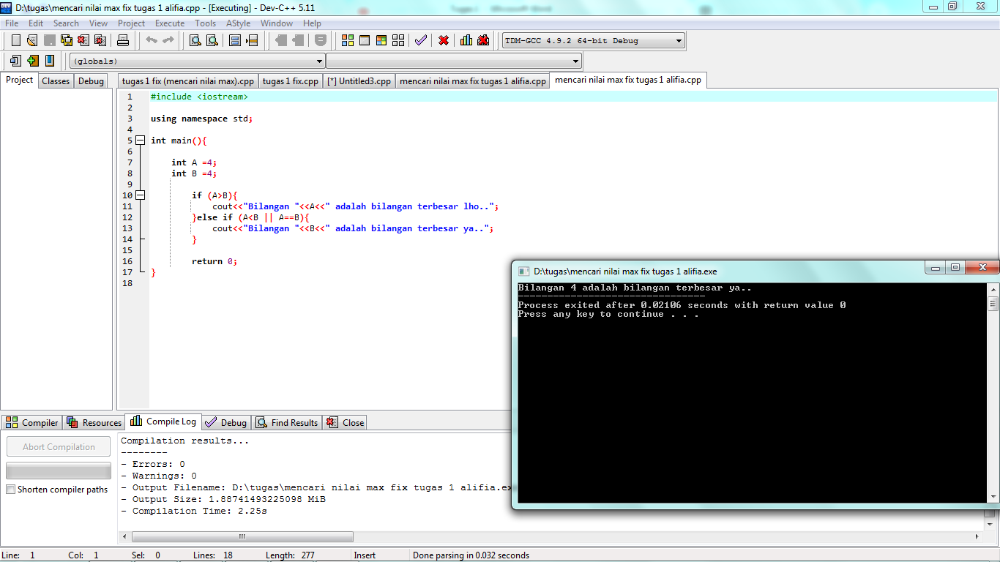 D:\tugas\mencari nilai max fix tugas 1 alifia.cpp - [Executing] - Dev-C++ 5.11
File Edit Search View Project Execute Tools AStyle Window Help
TDM-GCC 4.9.2 64-bit Debug
(globals)
Project Classes Debug
tugas 1 fix (mencari nilai max).cpp tugas 1 fix.cpp [*] Untitled3.cpp mencari nilai max fix tugas 1 alifia.cpp mencari nilai max fix tugas 1 alifia.cpp
1 #include <iostream>
2
3 using namespace std;
4
5 int main(){
6
7 int A =4;
8 int B =4;
9
10 if (A>B){
11 cout<<"Bilangan "<<A<<" adalah bilangan terbesar lho..";
12 }else if (A<B || A==B){
13 cout<<"Bilangan "<<B<<" adalah bilangan terbesar ya..";
14 }
15
16 return 0;
17 }
18
D:\tugas\mencari nilai max fix tugas 1 alifia.exe
Bilangan 4 adalah bilangan terbesar ya..
--------------------------------
Process exited after 0.02106 seconds with return value 0
Press any key to continue . . .
Compiler Resources Compile Log Debug Find Results Close
Abort Compilation
Shorten compiler paths
Compilation results...
--------
- Errors: 0
- Warnings: 0
- Output Filename: D:\tugas\mencari nilai max fix tugas 1 alifia.ex
- Output Size: 1.88741493225098 MiB
- Compilation Time: 2.25s
Line: 1 Col: 1 Sel: 0 Lines: 18 Length: 277 Insert Done parsing in 0.032 seconds